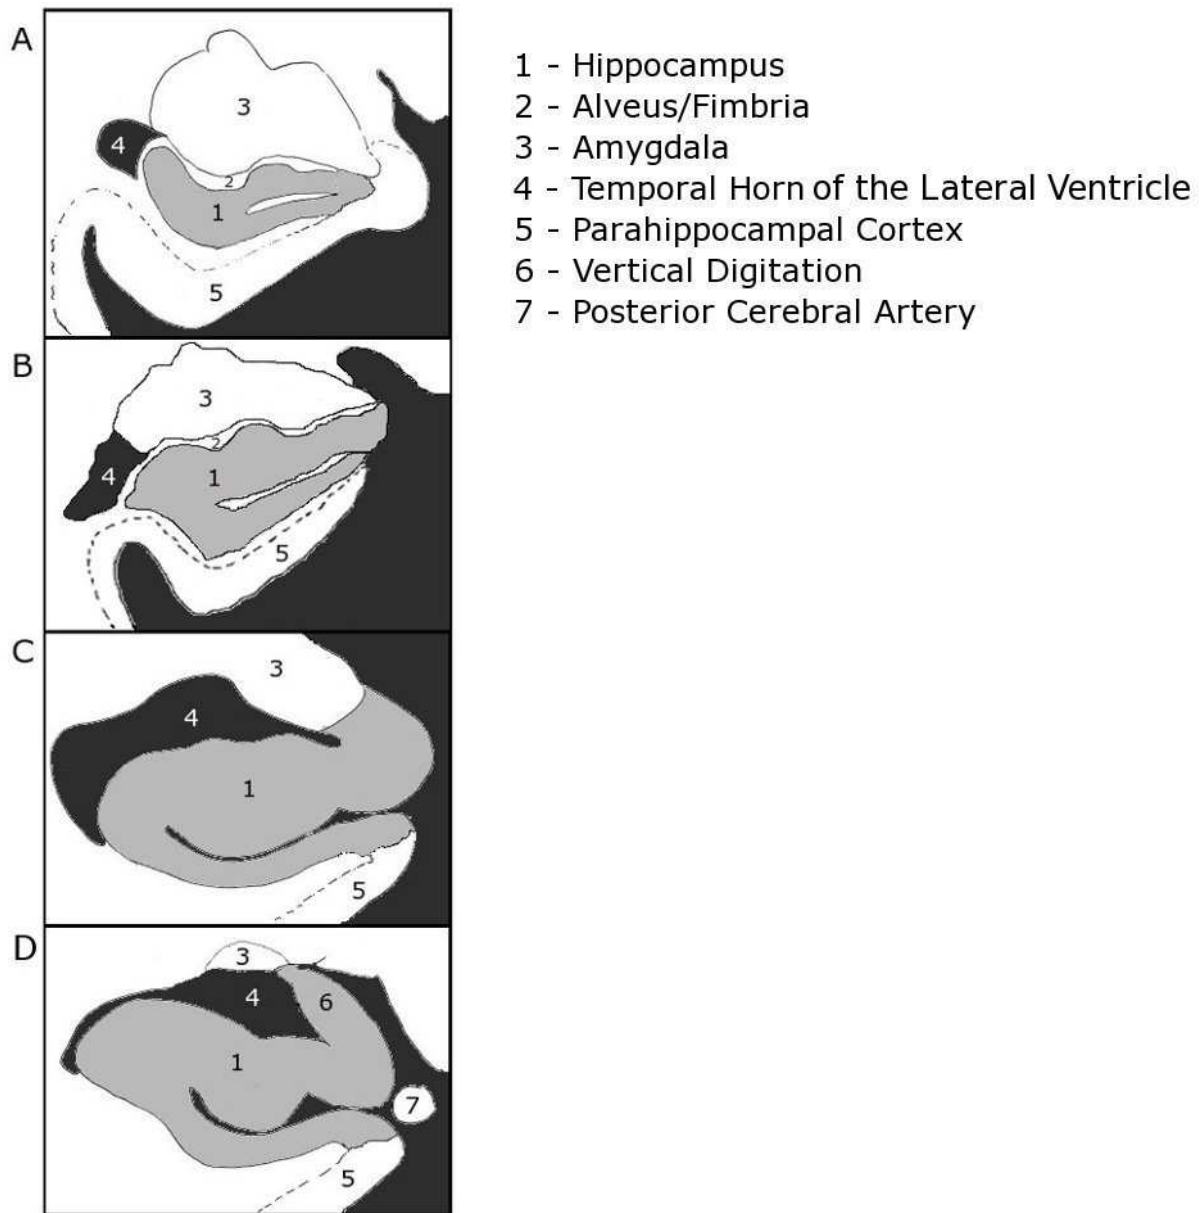 A
3
4
2
1
5
B
3
2
4
1
5
C
3
4
1
5
D
3
4
6
1
7
5
1 - Hippocampus
2 - Alveus/Fimbria
3 - Amygdala
4 - Temporal Horn of the Lateral Ventricle
5 - Parahippocampal Cortex
6 - Vertical Digitation
7 - Posterior Cerebral Artery